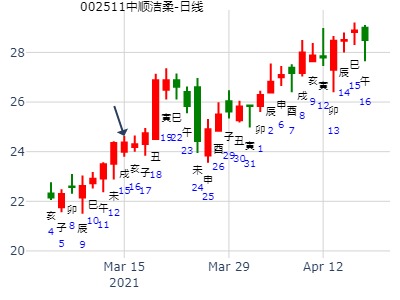 002511中顺洁柔-日线
28
26
24
22
20
亥
4
子
5
卯
8
辰
9
巳
10
午
11
未
12
戌
15
亥
16
子
17
丑
18
寅
19
巳
22
午
23
未
24
申
25
酉
26
子
29
丑
30
寅
31
卯
1
辰
2
申
6
酉
7
戌
8
亥
9
寅
12
卯
13
辰
14
巳
15
午
16
Mar 15
2021
Mar 29
Apr 12